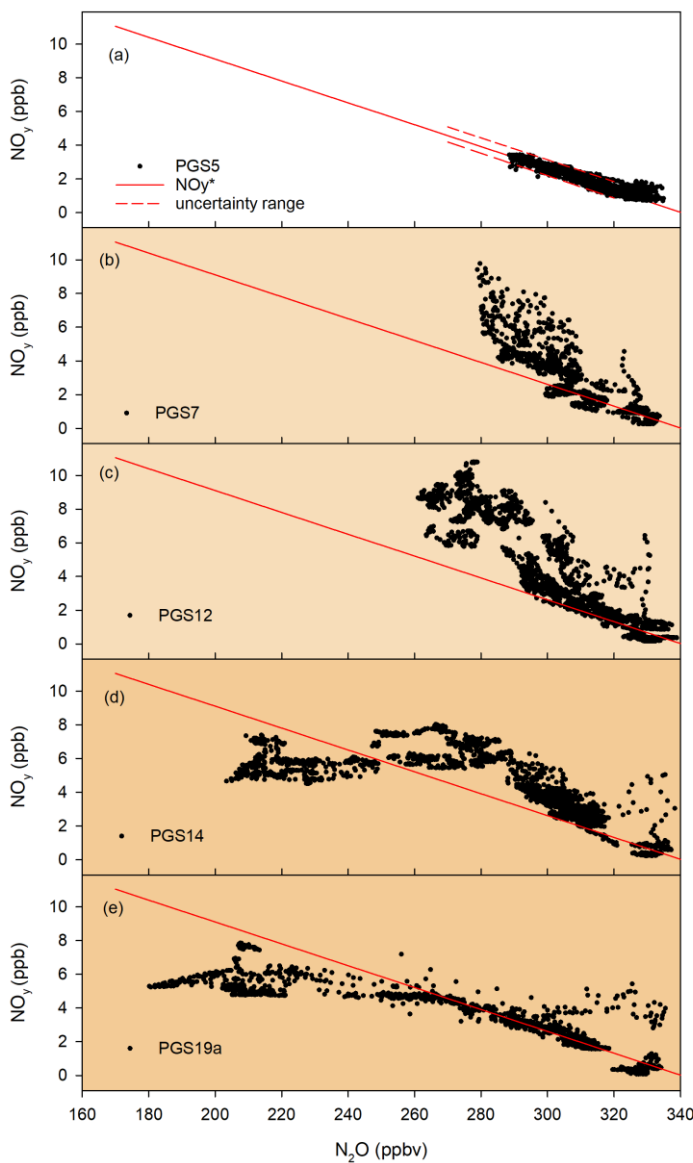 (a)
10
8
6
4
2
0
NOy (ppb)
PGS5
NOy*
uncertainty range
(b)
10
8
6
4
2
0
NOy (ppb)
PGS7
(c)
10
8
6
4
2
0
NOy (ppb)
PGS12
(d)
10
8
6
4
2
0
NOy (ppb)
PGS14
(e)
10
8
6
4
2
0
NOy (ppb)
PGS19a
160 180 200 220 240 260 280 300 320 340
N₂O (ppbv)